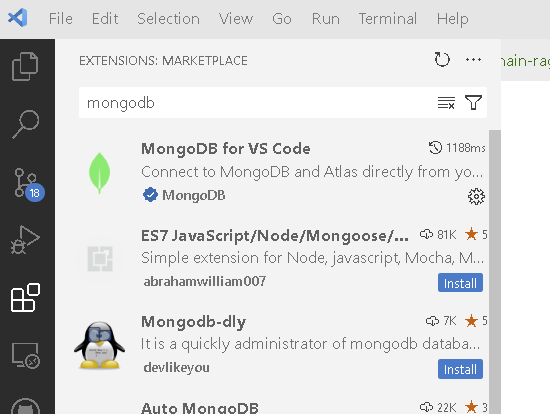 File Edit Selection View Go Run Terminal Help
EXTENSIONS: MARKETPLACE
nain-rag
mongodb
MongoDB for VS Code 1188ms
Connect to MongoDB and Atlas directly from yo...
MongoDB
18
ES7 JavaScript/Node/Mongoose/... 81K 5
Simple extension for Node, javascript, Mocha, M...
abrahamwilliam007 Install
Mongodb-dly 7K 5
It is a quickly administrator of mongodb databa...
devlikeyou Install
Auto MongoDB 22K 3